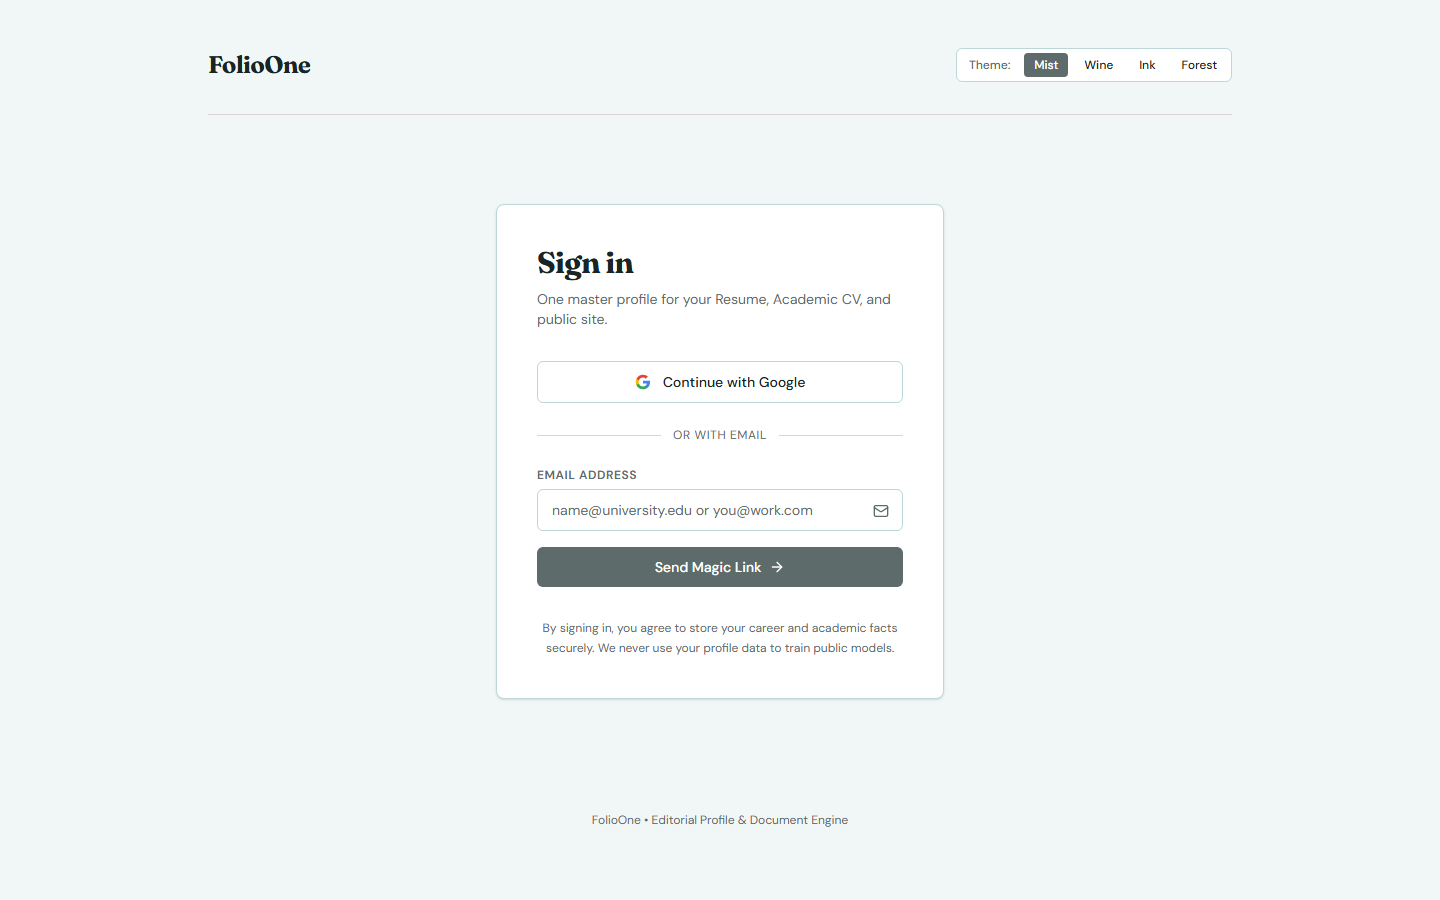 FolioOne
Theme: Mist Wine Ink Forest
Sign in
One master profile for your Resume, Academic CV, and
public site.
Continue with Google
OR WITH EMAIL
EMAIL ADDRESS
name@university.edu or you@work.com
Send Magic Link →
By signing in, you agree to store your career and academic facts
securely. We never use your profile data to train public models.
FolioOne • Editorial Profile & Document Engine